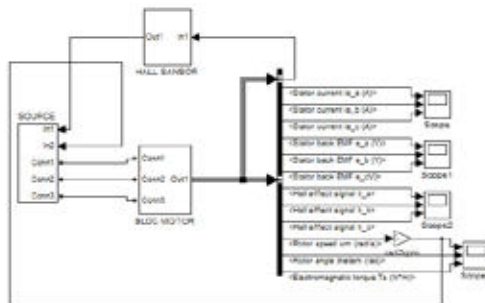 Out1
In1
HALL SANSOR
SOURCE
In1
In2
Conn1
Conn2
Conn3
Conn1
Conn2
Conn3
Out1
BLDC MOTOR
<Stator current is_a (A)>
<Stator current is_b (A)>
<Stator current is_c (A)>
<Stator back EMF e_a (V)>
<Stator back EMF e_b (V)>
<Stator back EMF e_c (V)>
<Hall effect signal h_a>
<Hall effect signal h_b>
<Hall effect signal h_c>
<Rotor speed wm (rad/s)>
<Rotor angle thetam (rad)>
<Electromagnetic torque Te (N*m)>
Scope
Scope1
Scope2